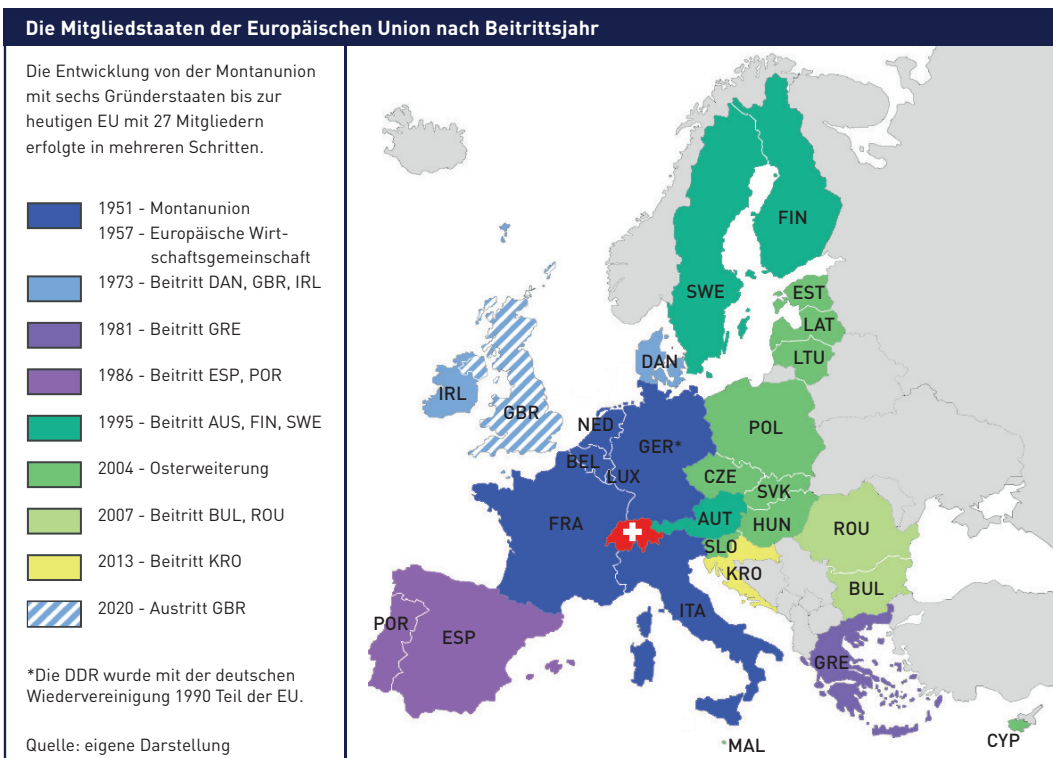 Die Mitgliedstaaten der Europäischen Union nach Beitrittsjahr
Die Entwicklung von der Montanunion
mit sechs Gründerstaaten bis zur
heutigen EU mit 27 Mitgliedern
erfolgte in mehreren Schritten.
1951 - Montanunion
1957 - Europäische Wirt-
schaftsgemeinschaft
1973 - Beitritt DAN, GBR, IRL
1981 - Beitritt GRE
1986 - Beitritt ESP, POR
1995 - Beitritt AUS, FIN, SWE
2004 - Osterweiterung
2007 - Beitritt BUL, ROU
2013 - Beitritt KRO
2020 - Austritt GBR
*Die DDR wurde mit der deutschen
Wiedervereinigung 1990 Teil der EU.
Quelle: eigene Darstellung
FIN
SWE
EST
LAT
LTU
DAN
IRL
GBR
NED
POL
GER*
BEL
LUX
CZE
SVK
FRA
AUT
HUN
ROU
SLO
KRO
BUL
ITA
POR
ESP
GRE
MAL
CYP